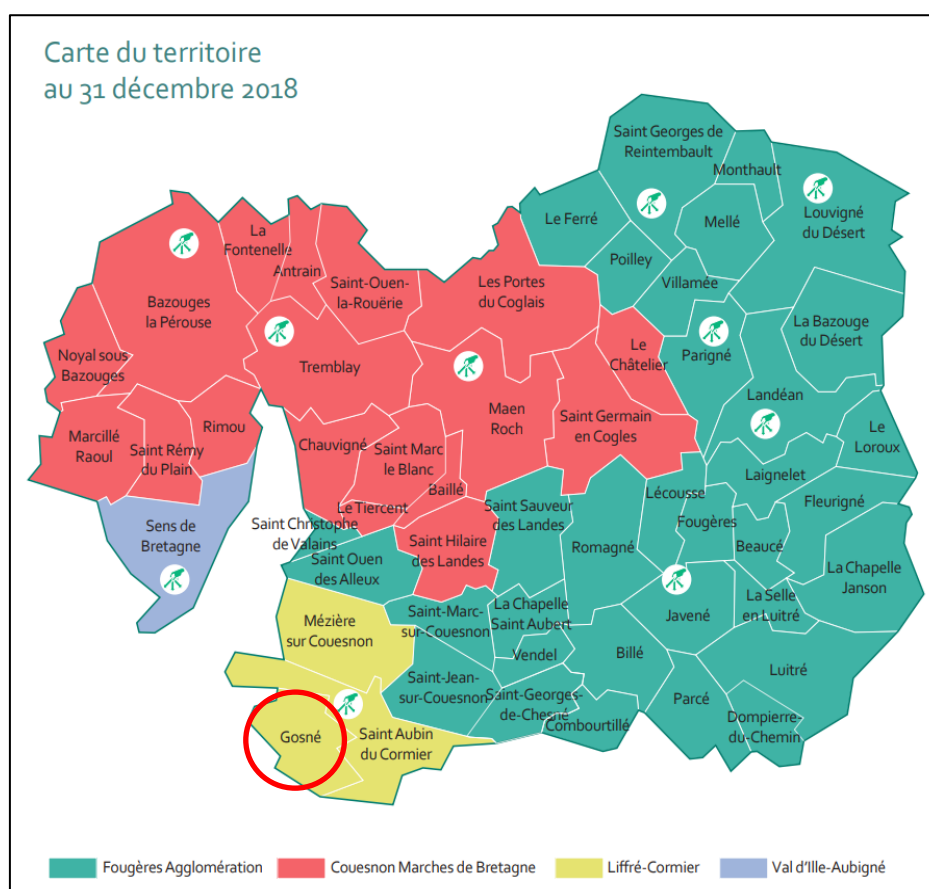 Carte du territoire
au 31 décembre 2018
Saint Georges de
Reintembault
Monthault
Le Ferré
Mellé
Louvigné
du Désert
La
Fontenelle
Antrain
Poilley
Villamée
Saint-Ouen-
la-Rouërie
Les Portes
du Coglais
Bazouges
la Pérouse
La Bazouge
du Désert
Noyal sous
Bazouges
Tremblay
Le
Châtelier
Parigné
Landéan
Maen
Roch
Saint Germain
en Cogles
Le
Loroux
Marcillé
Raoul
Saint Rémy
du Plain
Rimou
Chauvigné
Saint Marc
le Blanc
Baillé
Laignelet
Lécousse
Fleurigné
Le Tiercent
Saint Sauveur
des Landes
Fougères
Sens de
Bretagne
Saint Christophe
de Valains
Saint Hilaire
des Landes
Romagné
Beaucé
Saint Ouen
des Alleux
La Chapelle
Janson
La Selle
en Luitré
Mézière
sur Couesnon
Saint-Marc-
sur-Couesnon
La Chapelle
Saint Aubert
Javené
Vendel
Billé
Luitré
Saint-Jean-
sur-Couesnon
Saint-Georges-
de-Chesné
Parcé
Combourtillé
Dompierre-
du-Chemin
Gosné
Saint Aubin
du Cormier
Fougères Agglomération
Couesnon Marches de Bretagne
Liffré-Cormier
Val d'Ille-Aubigné